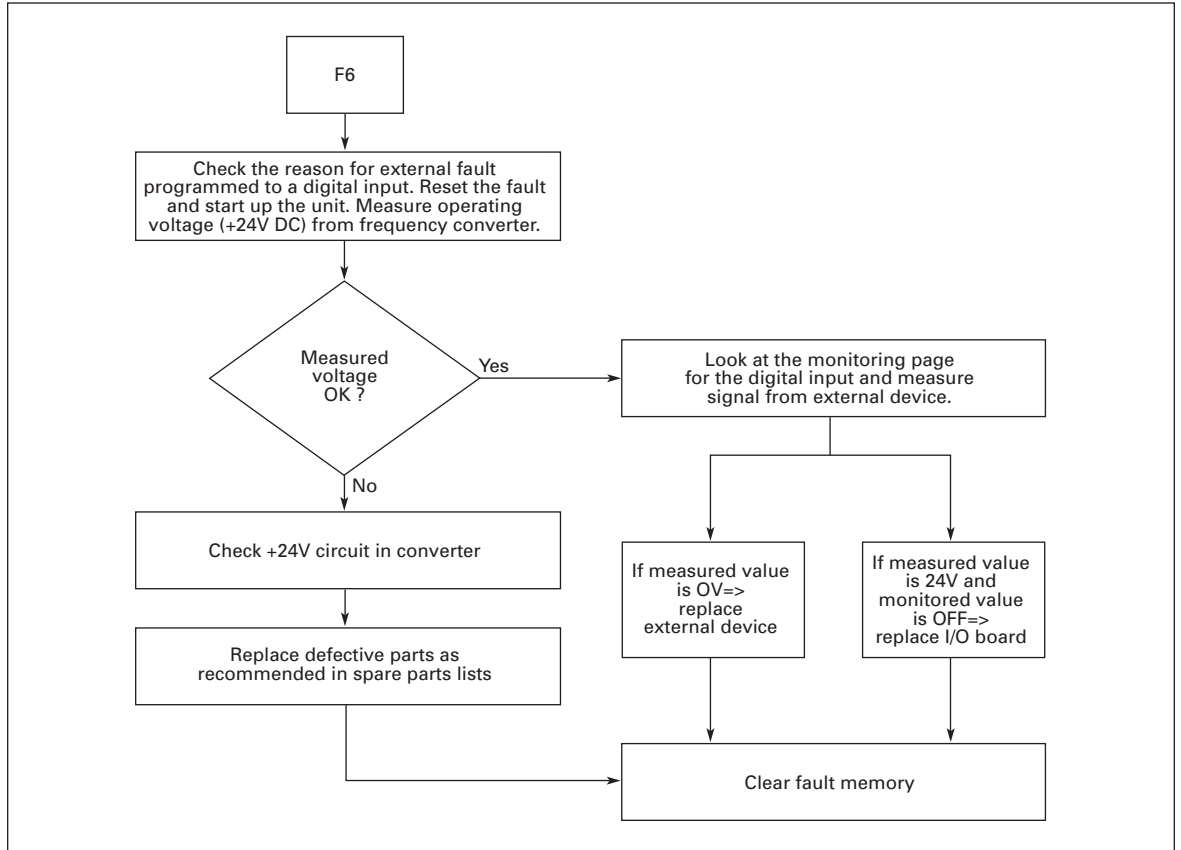 F6
Check the reason for external fault
programmed to a digital input. Reset the fault
and start up the unit. Measure operating
voltage (+24V DC) from frequency converter.
Measured
voltage
OK ?
Yes
Look at the monitoring page
for the digital input and measure
signal from external device.
No
Check +24V circuit in converter
If measured value
is OV=>
replace
external device
If measured value
is 24V and
monitored value
is OFF=>
replace I/O board
Replace defective parts as
recommended in spare parts lists
Clear fault memory